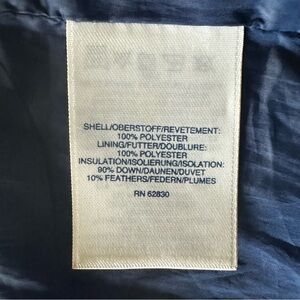 SHELL/OBERSTOFF/REVETEMENT:
100% POLYESTER
LINING/FUTTER/DOUBLURE:
100% POLYESTER
INSULATION/ISOLIERUNG/ISOLATION:
90% DOWN/DAUNEN/DUVET
10% FEATHERS/FEDERN/PLUMES
RN 62830